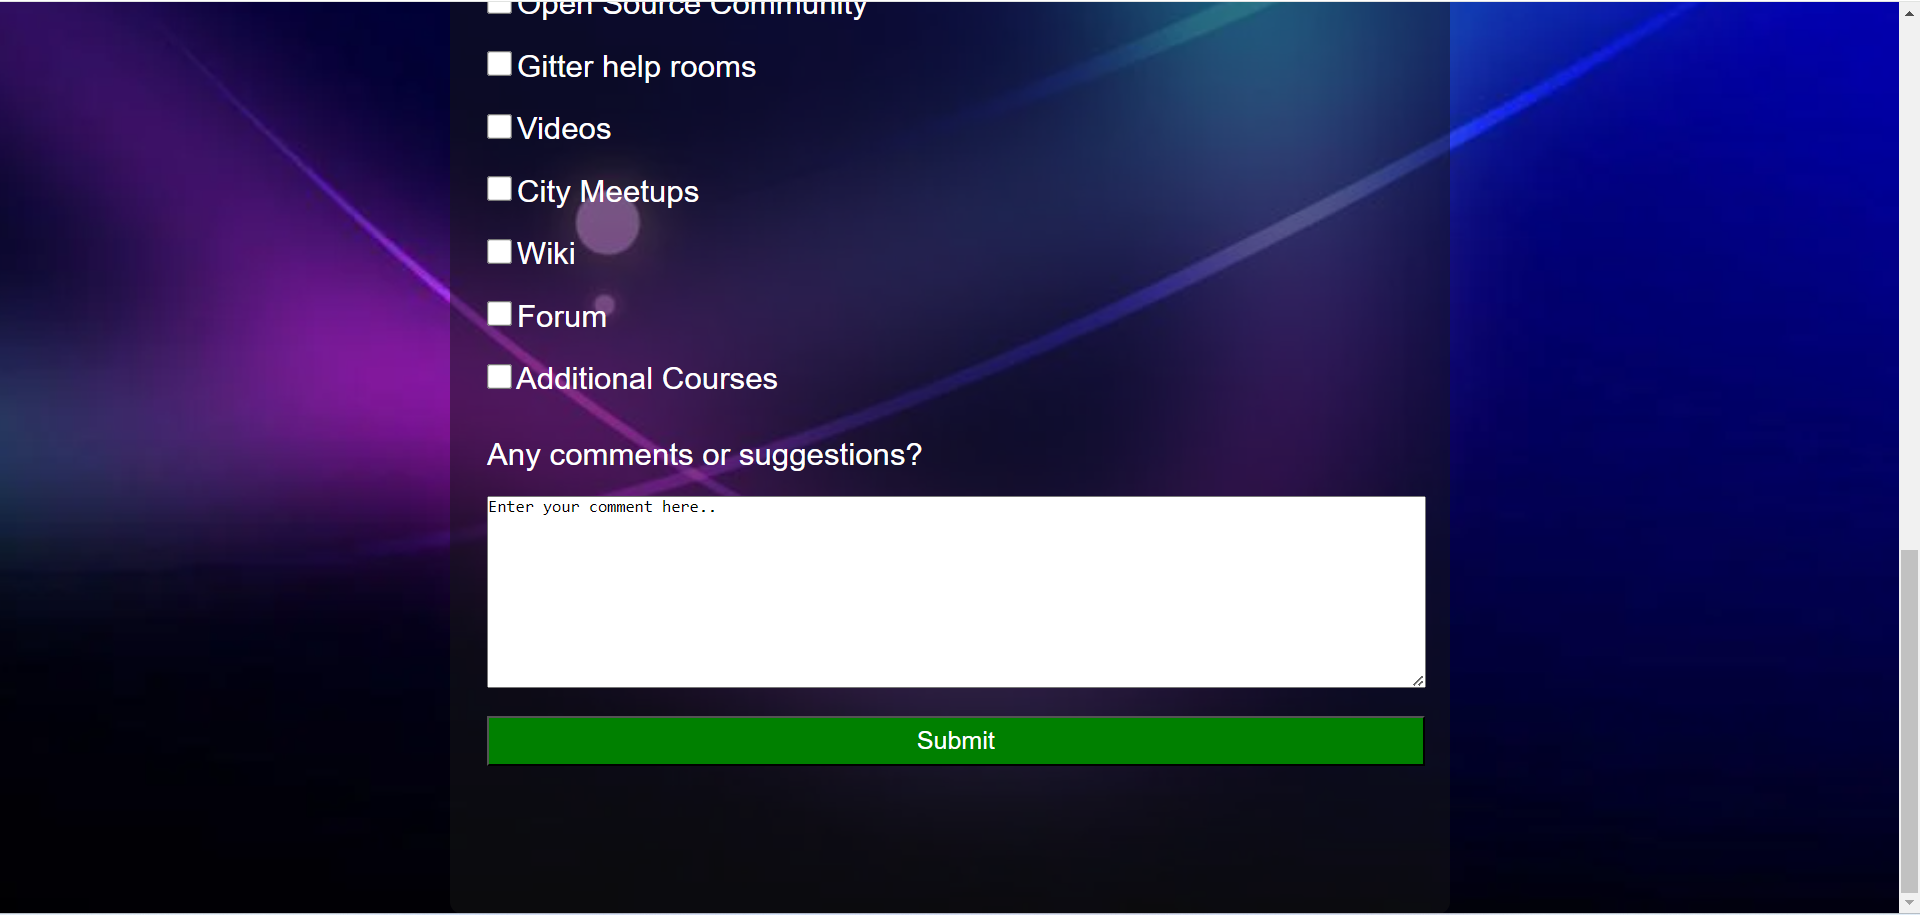 Open Source Community
Gitter help rooms
Videos
City Meetups
Wiki
Forum
Additional Courses
Any comments or suggestions?
Enter your comment here..
Submit